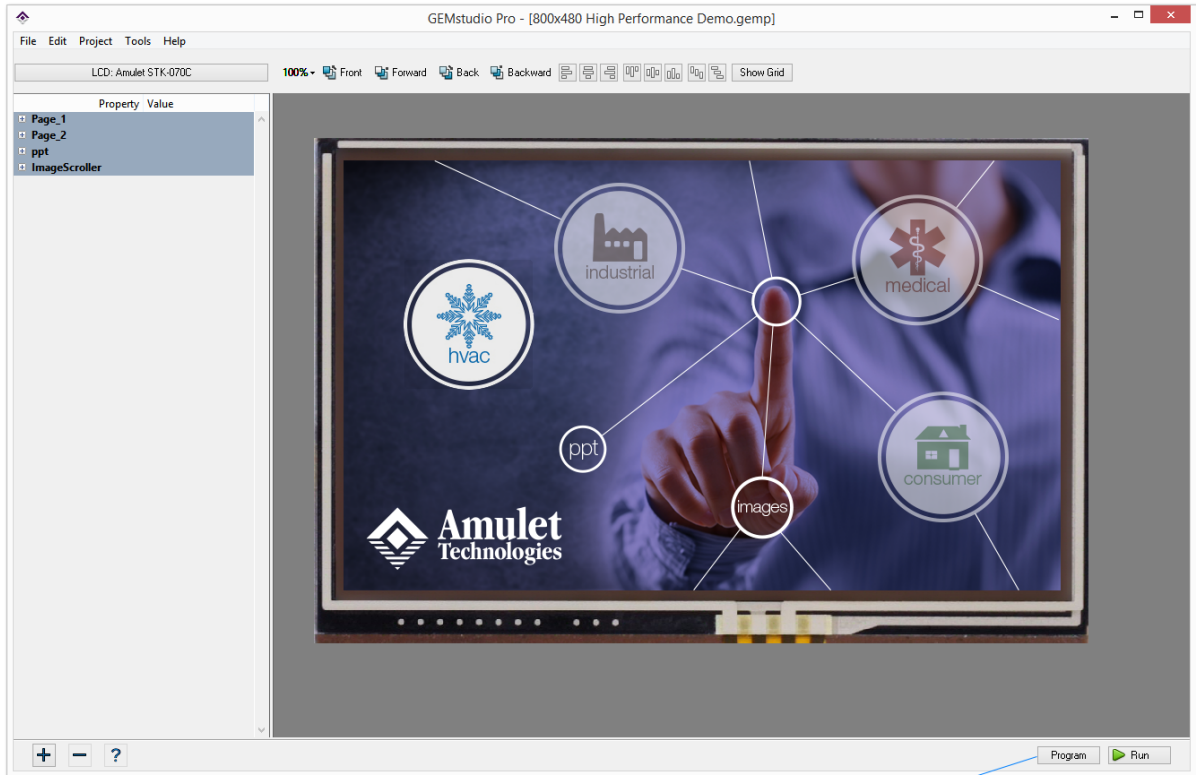 GEMstudio Pro - [800x480 High Performance Demo.gemp]
File Edit Project Tools Help
LCD: Amulet STK-070C
100% Front Forward Back Backward Show Grid
Property Value
Page_1
Page_2
ppt
ImageScroller
industrial
medical
hvac
ppt
consumer
images
Amulet
Technologies
Program Run